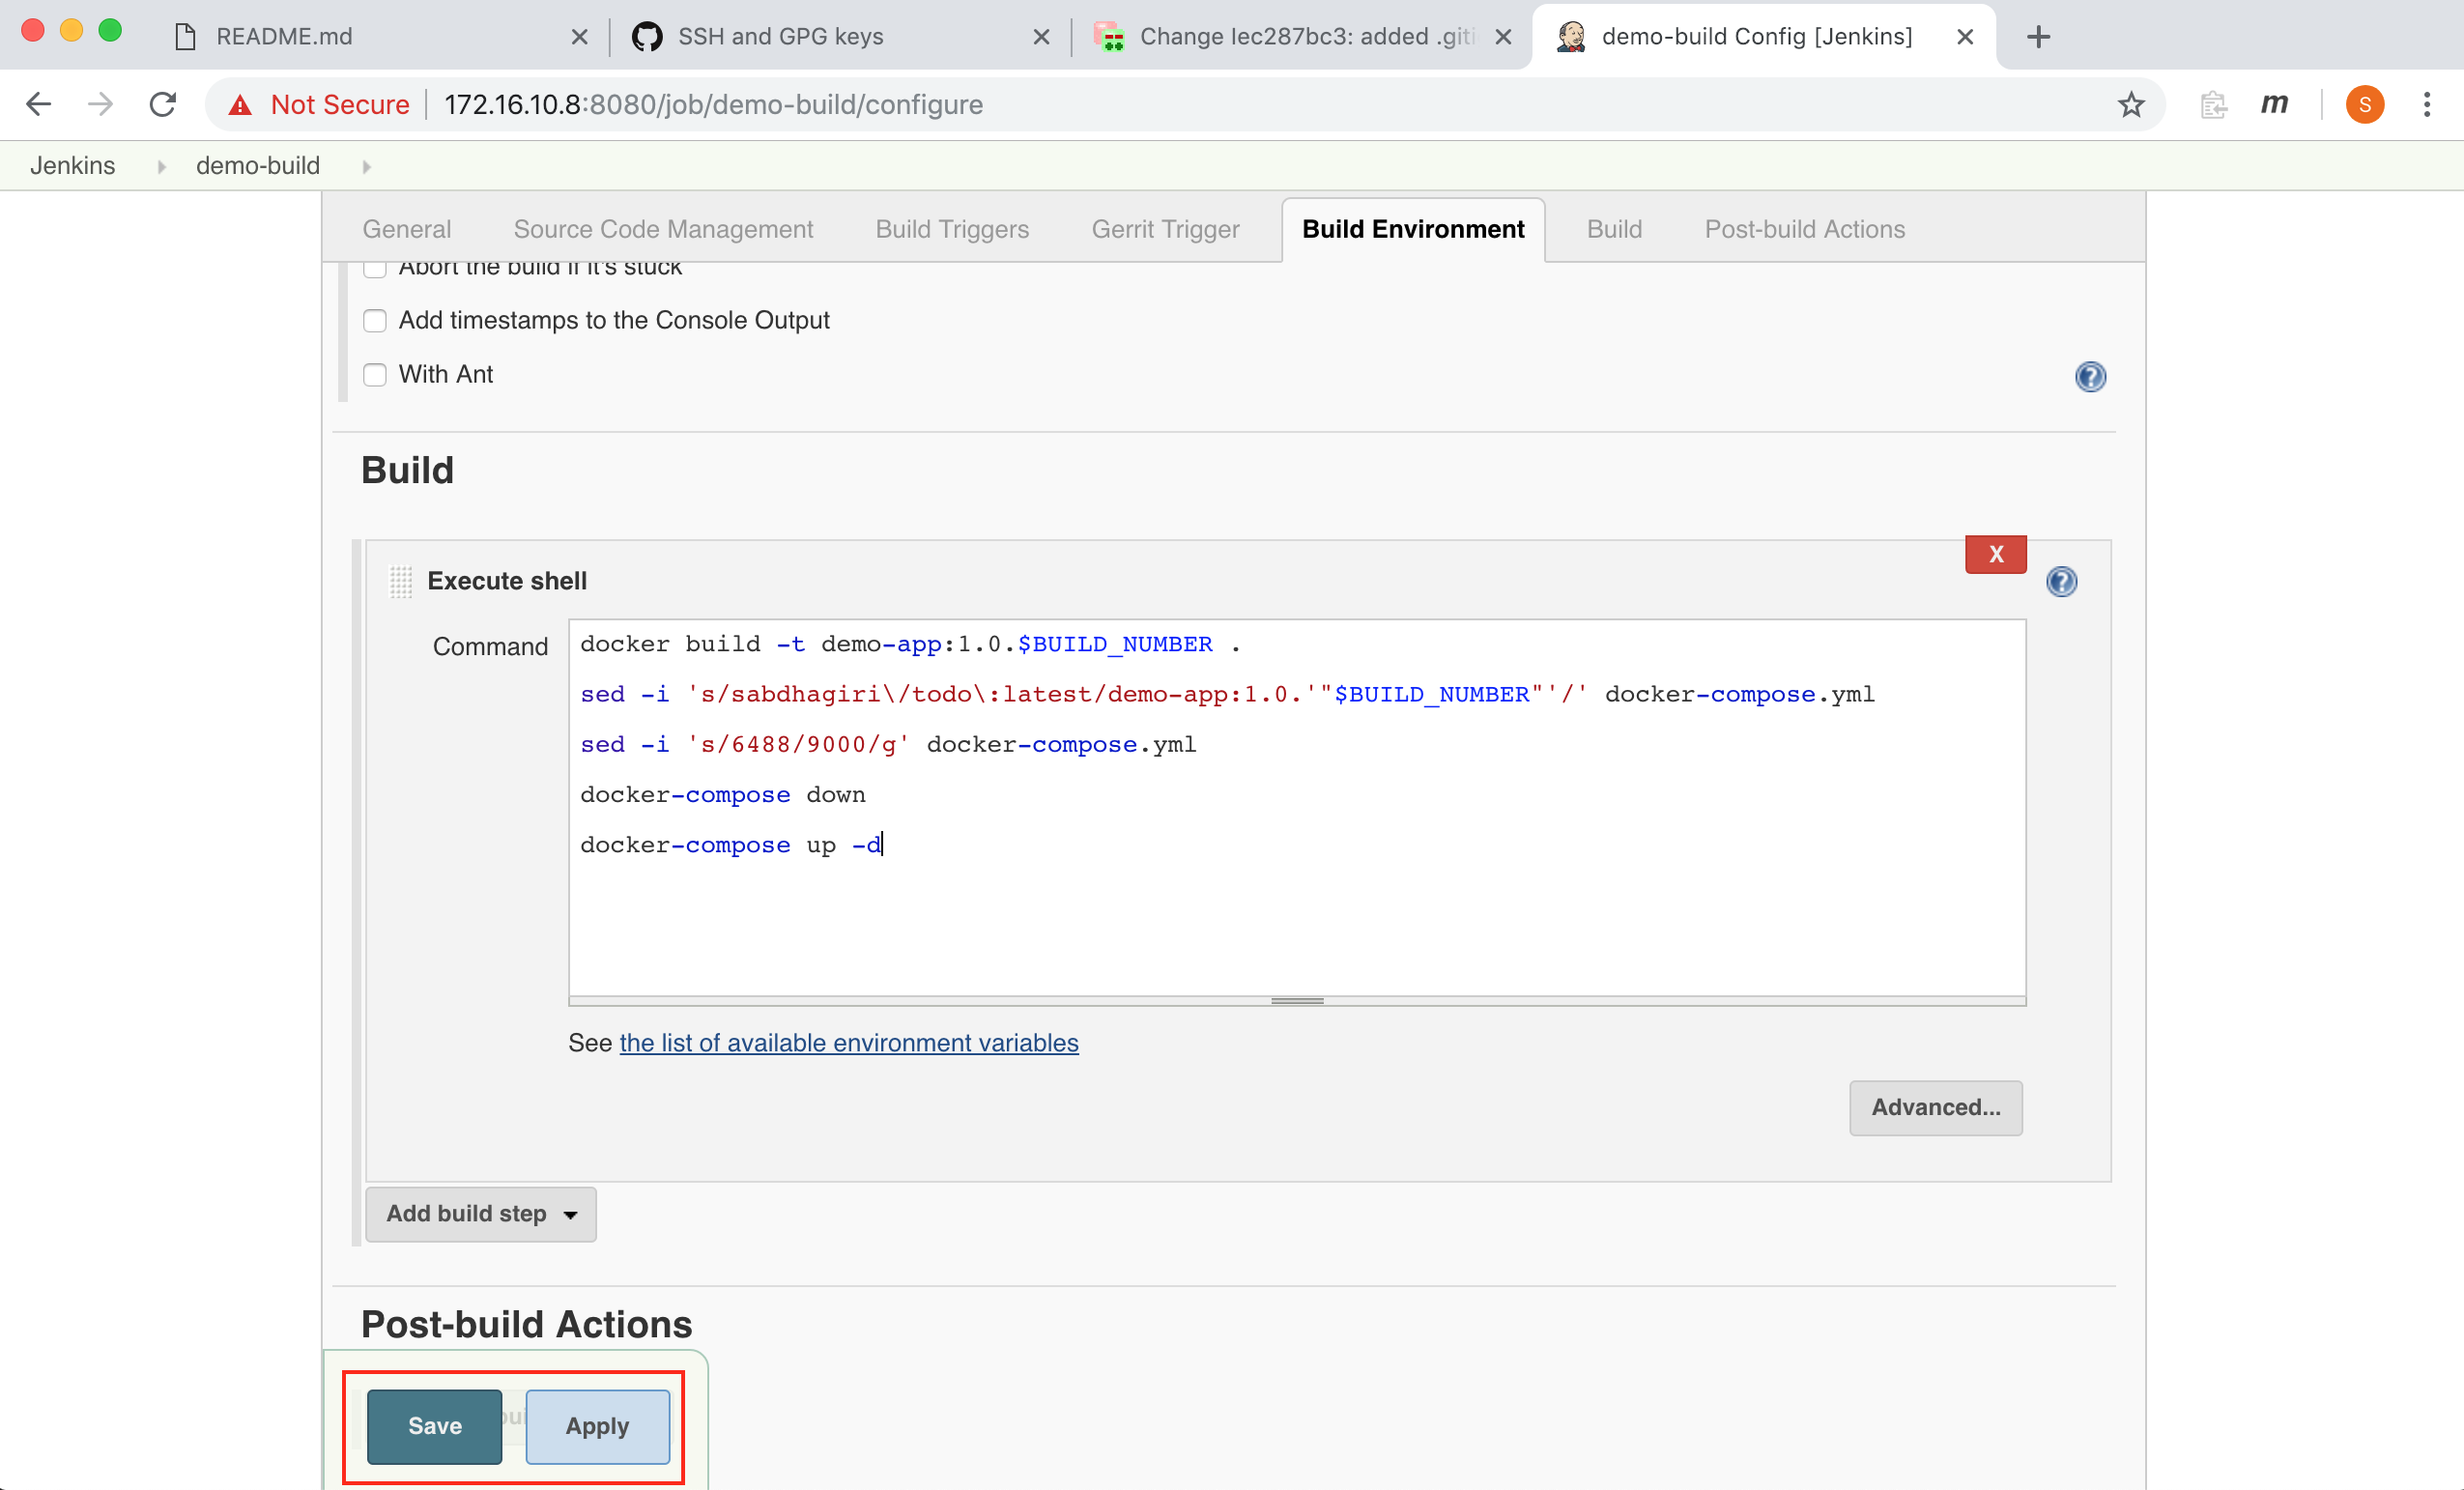 README.md
SSH and GPG keys
Change Iec287bc3: added .giti
demo-build Config [Jenkins]
Not Secure
172.16.10.8:8080/job/demo-build/configure
m
S
Jenkins
demo-build
General
Source Code Management
Build Triggers
Gerrit Trigger
Build Environment
Build
Post-build Actions
Abort the build if it's stuck
Add timestamps to the Console Output
With Ant
?
Build
X
Execute shell
?
Command
docker build -t demo-app:1.0.$BUILD_NUMBER .
sed -i 's/sabdhagiri\/todo\:latest/demo-app:1.0.'"$BUILD_NUMBER"'/' docker-compose.yml
sed -i 's/6488/9000/g' docker-compose.yml
docker-compose down
docker-compose up -d
See the list of available environment variables
Advanced...
Add build step
Post-build Actions
Save
Apply